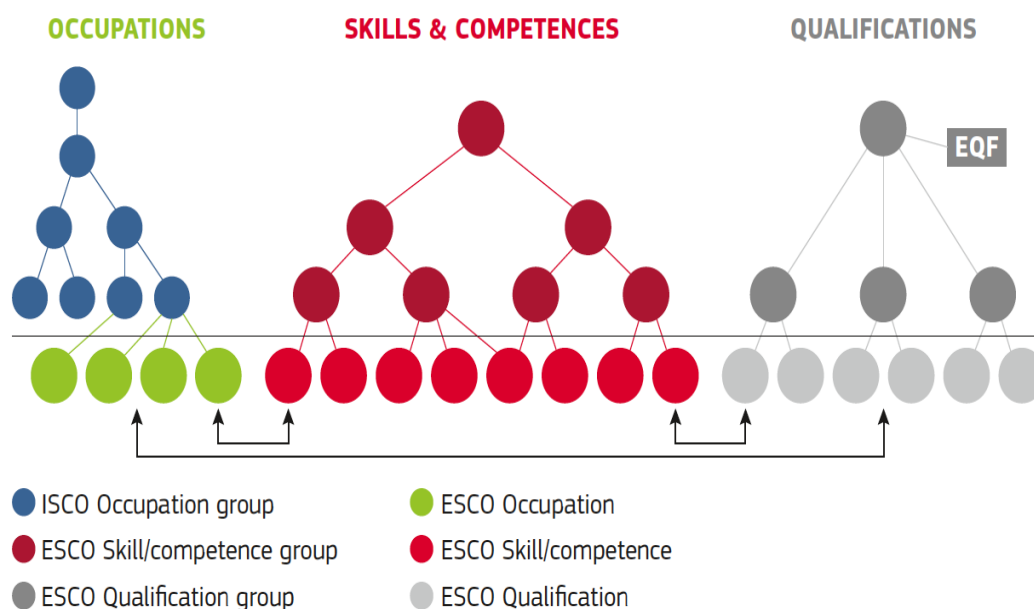 OCCUPATIONS
SKILLS & COMPETENCES
QUALIFICATIONS
EQF
ISCO Occupation group
ESCO Occupation
ESCO Skill/competence group
ESCO Skill/competence
ESCO Qualification group
ESCO Qualification